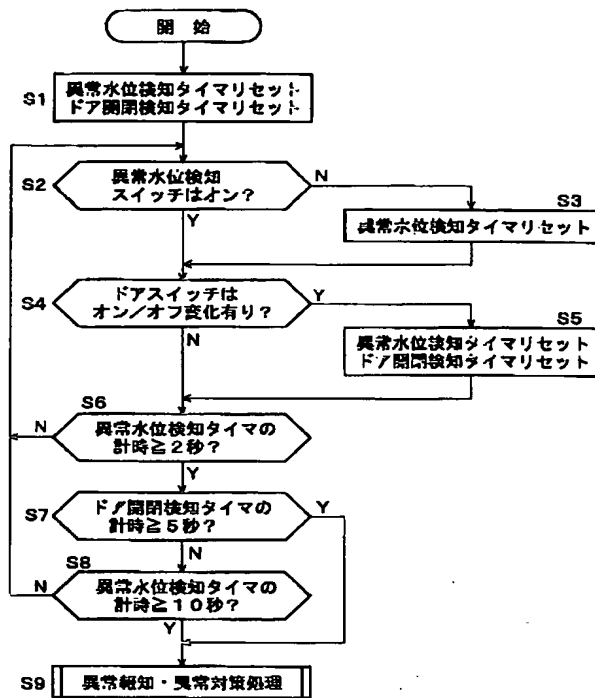 開 始
S1
異常水位検知タイマリセット
ドア開閉検知タイマリセット
S2
異常水位検知
スイッチはオン?
N
Y
S3
異常水位検知タイマリセット
S4
ドアスイッチは
オン/オフ変化有り?
Y
N
S5
異常水位検知タイマリセット
ドア開閉検知タイマリセット
S6
異常水位検知タイマの
計時≧2秒?
N
Y
S7
ドア開閉検知タイマの
計時≧5秒?
Y
N
S8
異常水位検知タイマの
計時≧10秒?
N
Y
S9
異常報知・異常対策処理